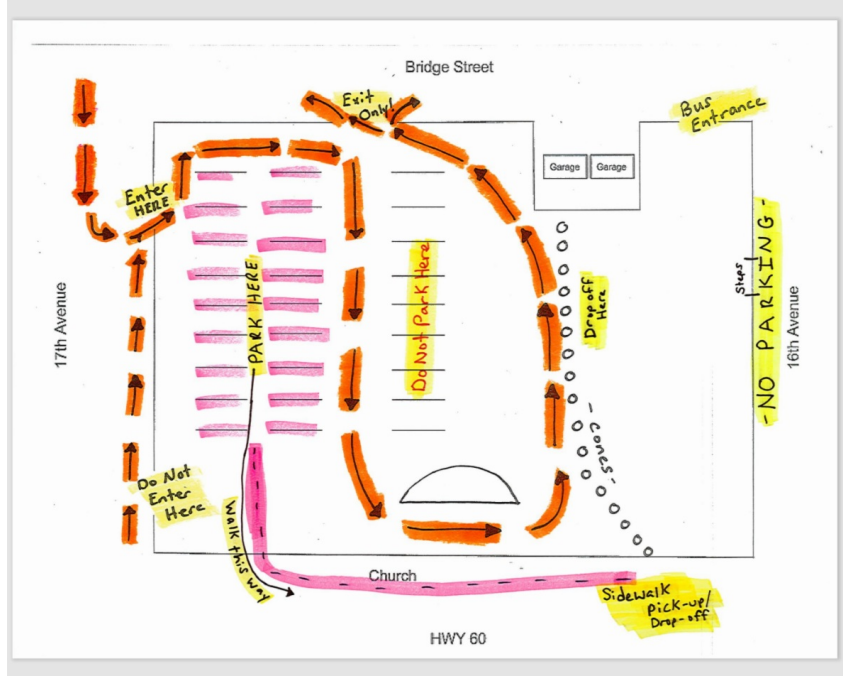 Bridge Street
Exit
Only!
Bus
Entrance
Garage
Garage
Enter
HERE
PARK HERE
Do Not Park Here
Drop off
Here
Steps
-NO PARKING-
17th Avenue
16th Avenue
-cones-
Do Not
Enter
Here
Walk this way
Church
Sidewalk
Pick-up/
Drop-off
HWY 60